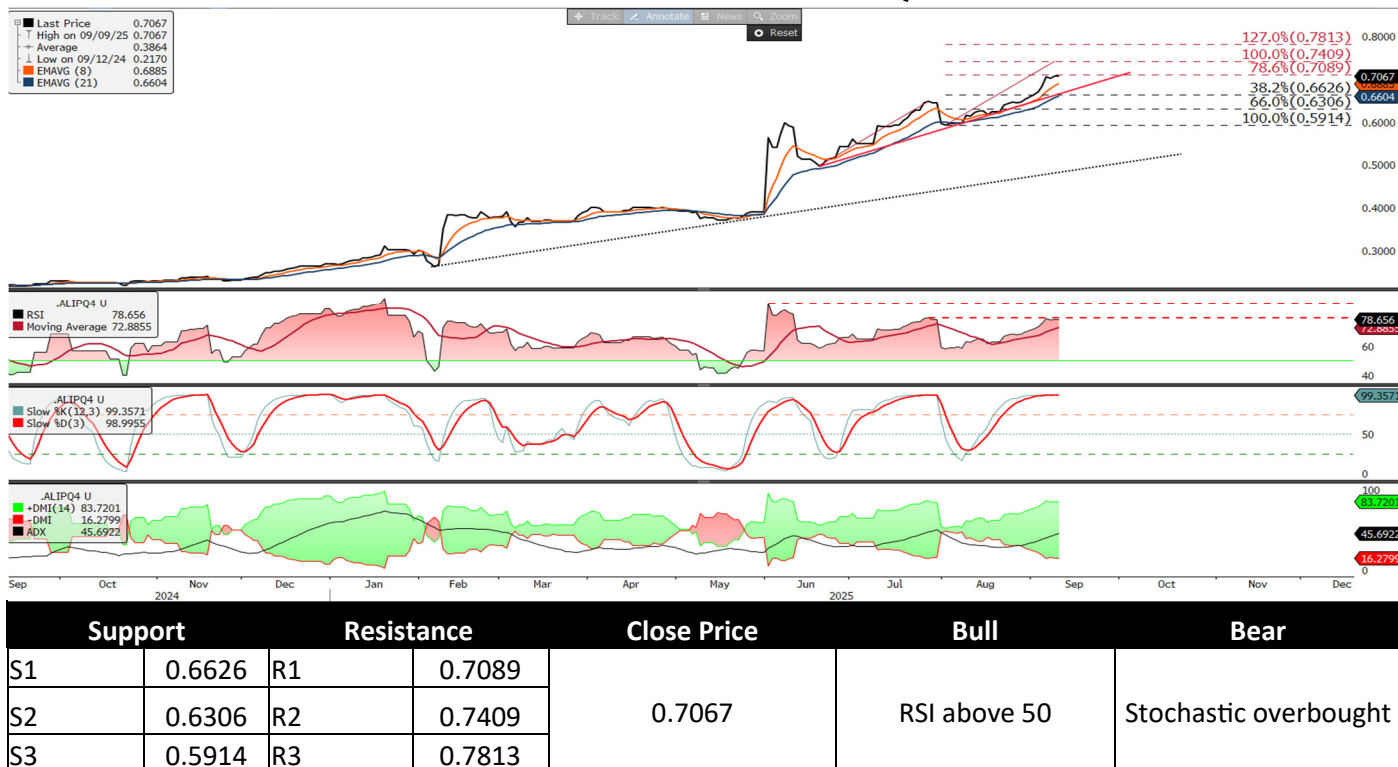 Track Annotate News Zoom
Reset
Last Price 0.7067
High on 09/09/25 0.7067
Average 0.3864
Low on 09/12/24 0.2170
EMAVG (8) 0.6885
EMAVG (21) 0.6604
127.0%(0.7813)
100.0%(0.7409)
78.6%(0.7089)
38.2%(0.6626)
66.0%(0.6306)
100.0%(0.5914)
0.8000
0.7067
0.6604
0.6000
0.5000
0.4000
0.3000
.ALIPQ4 U
RSI 78.656
Moving Average 72.8855
78.656
72.8855
60
40
.ALIPQ4 U
Slow %K(12,3) 99.3571
Slow %D(3) 98.9955
99.3571
50
0
.ALIPQ4 U
+DMI(14) 83.7201
-DMI 16.2799
ADX 45.6922
100
83.7201
45.6922
16.2799
0
Sep Oct Nov Dec Jan Feb Mar Apr May Jun Jul Aug Sep Oct Nov Dec
2024 2025
Support Resistance Close Price Bull Bear
S1 0.6626 R1 0.7089
S2 0.6306 R2 0.7409 0.7067 RSI above 50 Stochastic overbought
S3 0.5914 R3 0.7813